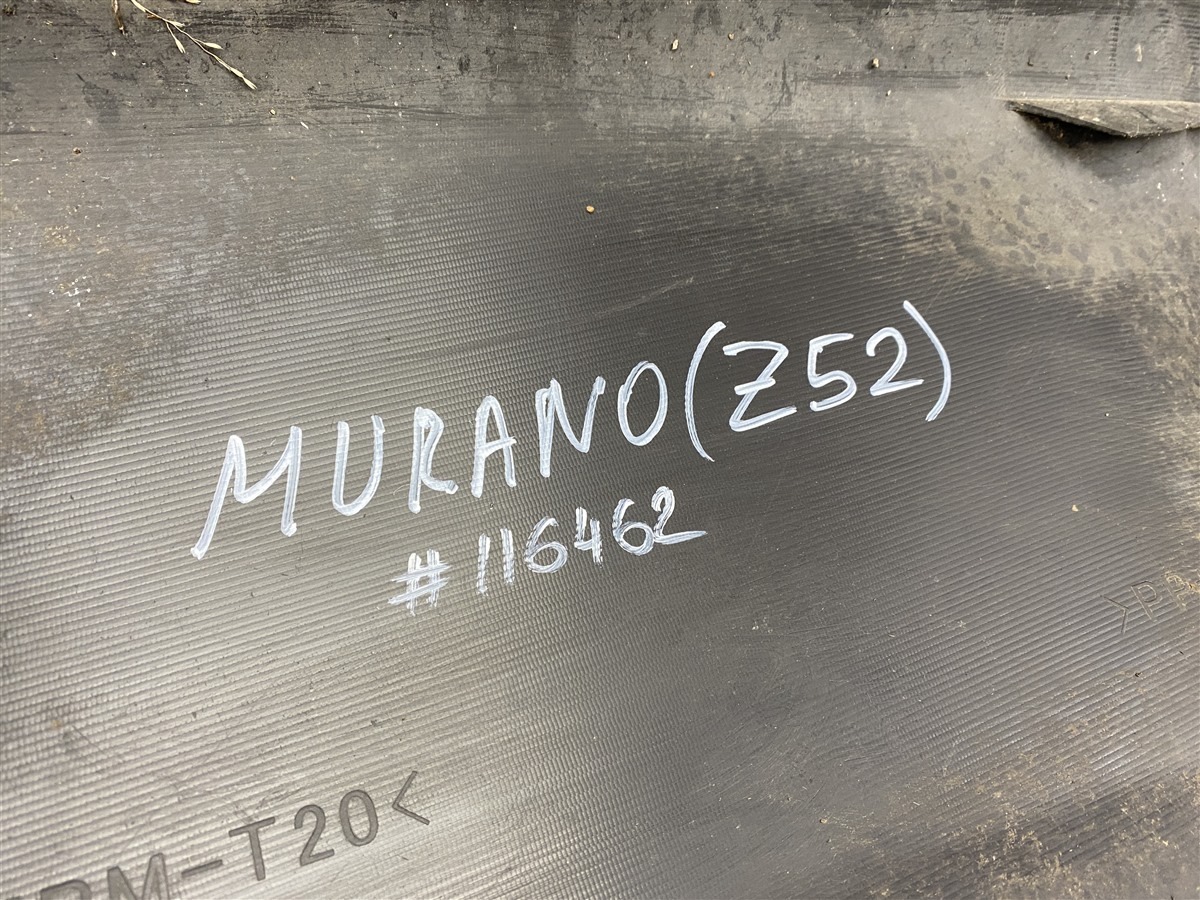 MURANO (Z52)
#116462
>P
PM-T20<